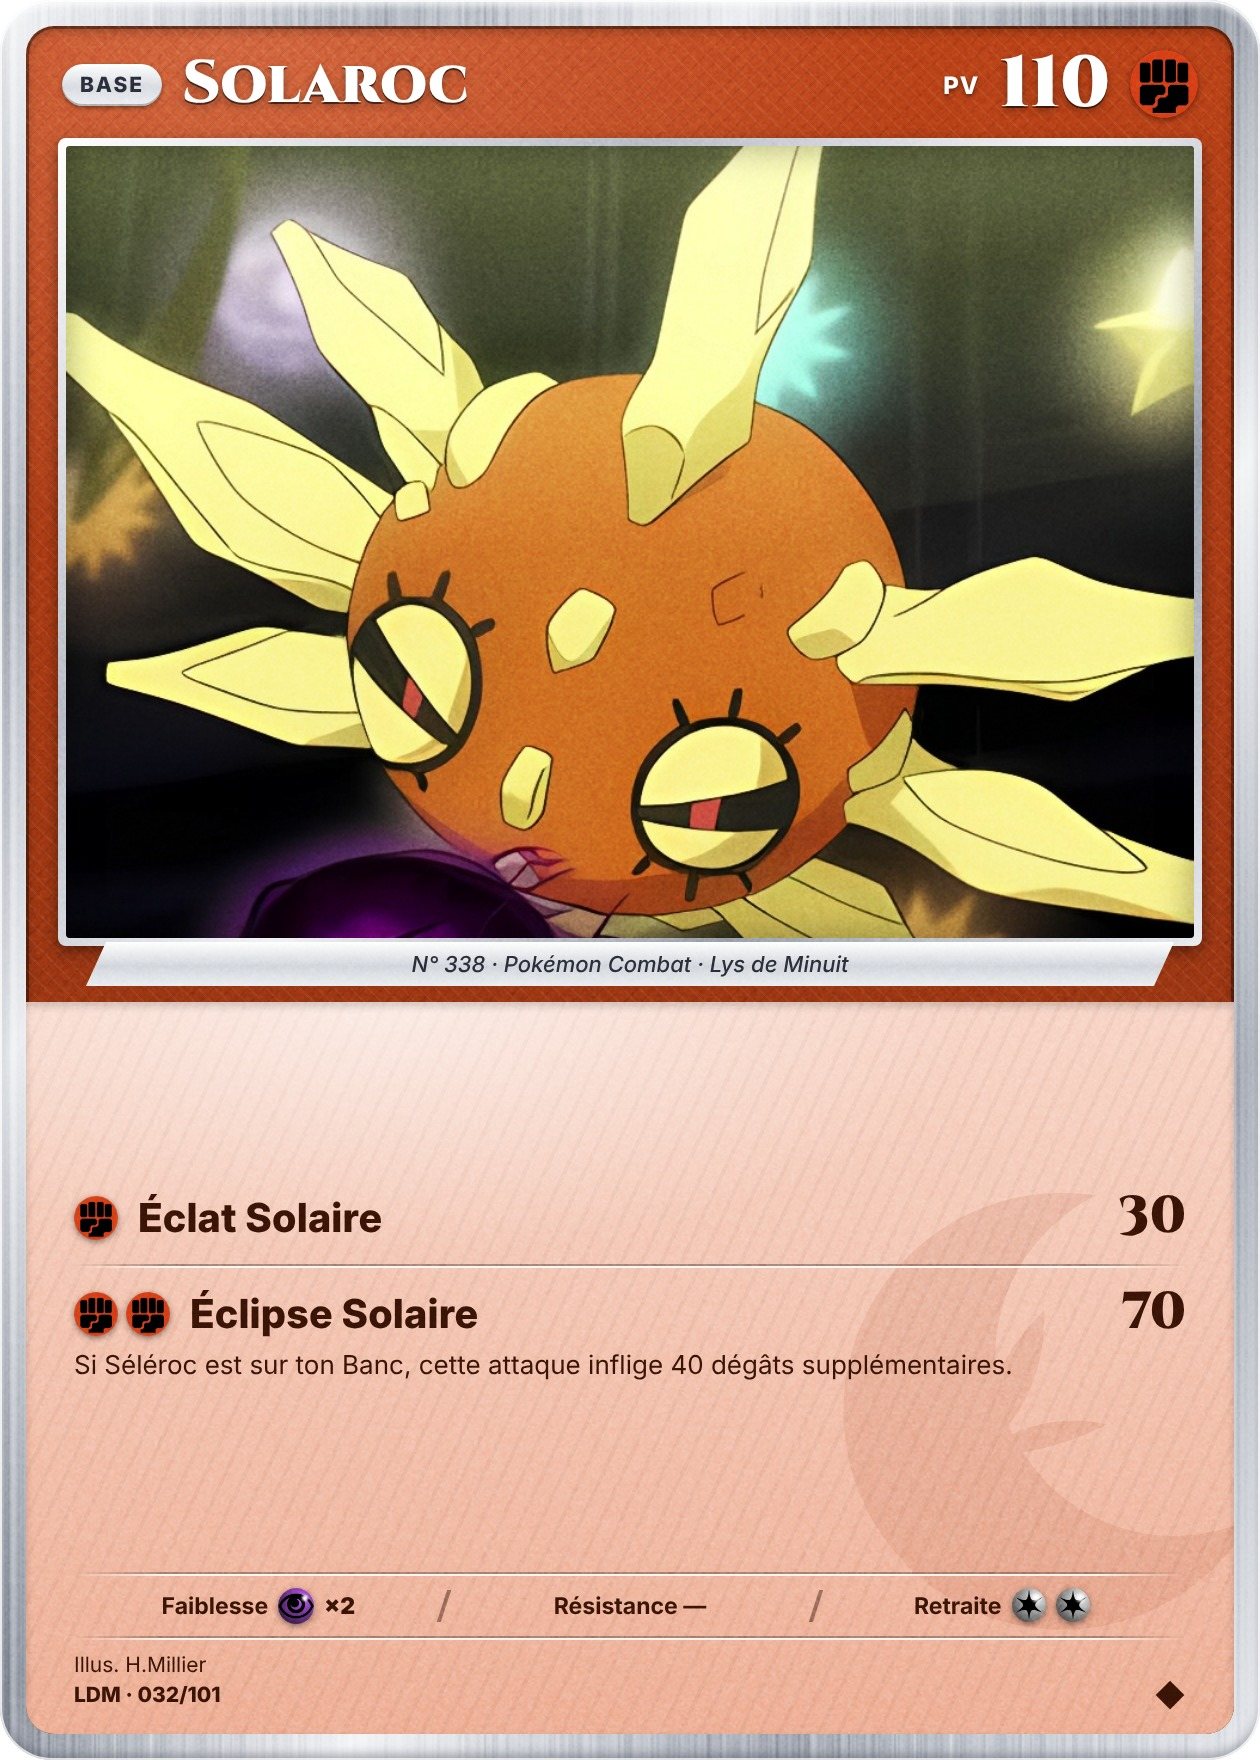 BASE SOLAROC PV 110
N° 338 · Pokémon Combat · Lys de Minuit
Éclat Solaire 30
Éclipse Solaire 70
Si Séléroc est sur ton Banc, cette attaque inflige 40 dégâts supplémentaires.
Faiblesse ×2 / Résistance — / Retraite
Illus. H.Millier
LDM · 032/101